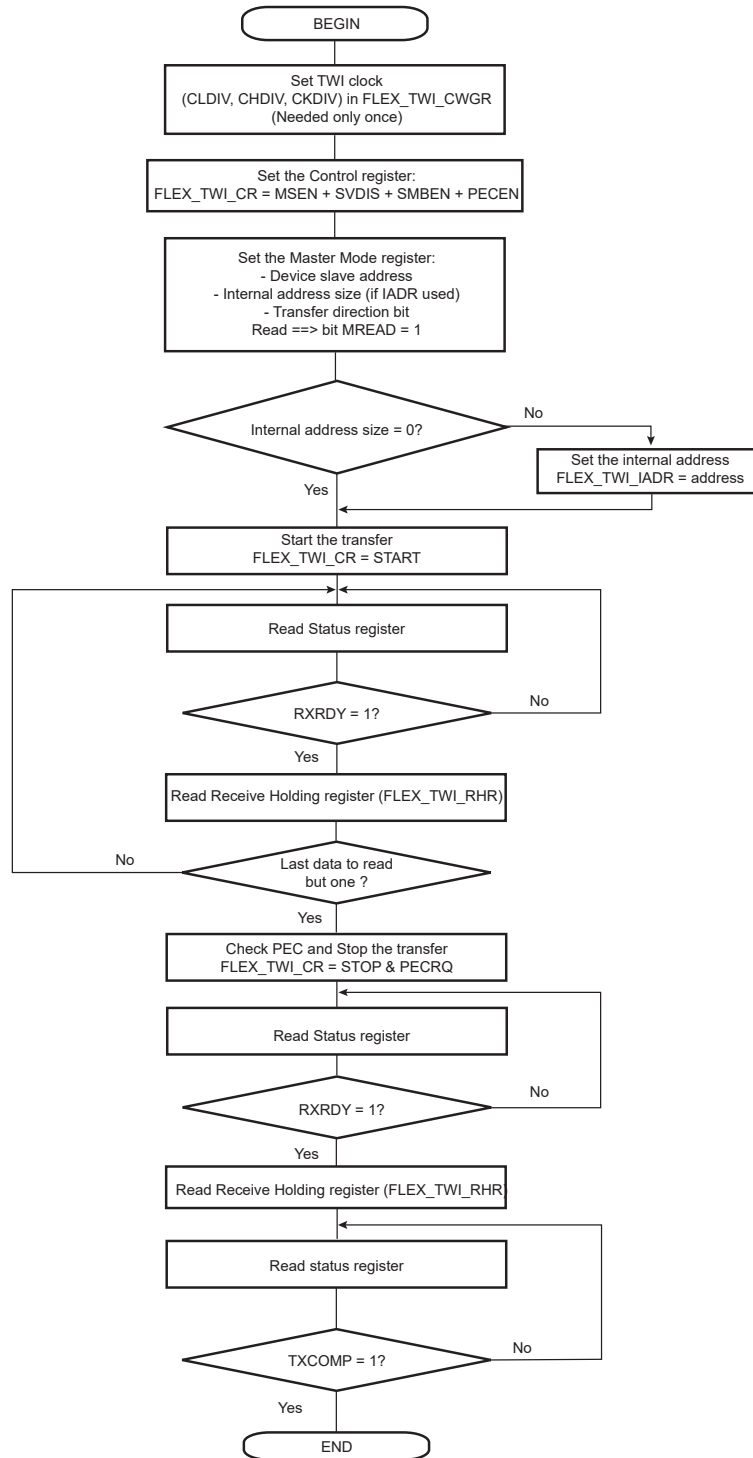 BEGIN
Set TWI clock
(CLDIV, CHDIV, CKDIV) in FLEX_TWI_CWGR
(Needed only once)
Set the Control register:
FLEX_TWI_CR = MSEN + SVDIS + SMBEN + PECEN
Set the Master Mode register:
- Device slave address
- Internal address size (if IADR used)
- Transfer direction bit
Read ==> bit MREAD = 1
Internal address size = 0?
No
Set the internal address
FLEX_TWI_IADR = address
Yes
Start the transfer
FLEX_TWI_CR = START
Read Status register
RXRDY = 1?
No
Yes
Read Receive Holding register (FLEX_TWI_RHR)
No
Last data to read
but one ?
Yes
Check PEC and Stop the transfer
FLEX_TWI_CR = STOP & PECRQ
Read Status register
No
RXRDY = 1?
Yes
Read Receive Holding register (FLEX_TWI_RHR)
Read status register
No
TXCOMP = 1?
Yes
END